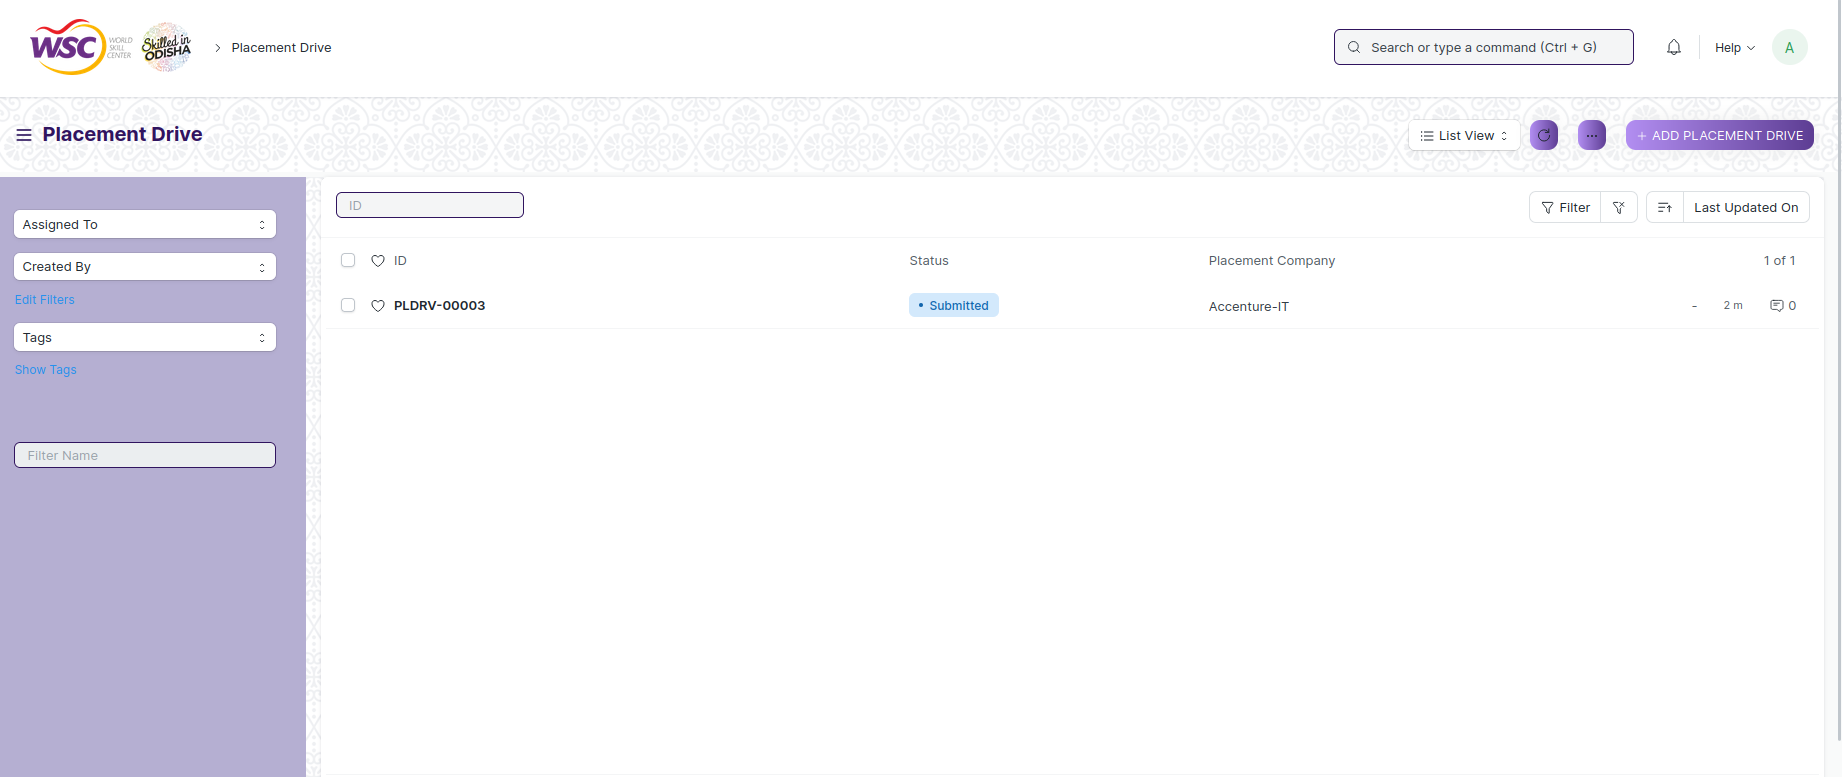 WSC WORLD SKILL CENTER
Skilled in ODISHA
Placement Drive
Search or type a command (Ctrl + G)
Help
A
Placement Drive
List View
+ ADD PLACEMENT DRIVE
Assigned To
Created By
Edit Filters
Tags
Show Tags
Filter Name
ID
Filter
Last Updated On
ID Status Placement Company 1 of 1
PLDRV-00003 • Submitted Accenture-IT - 2 m 0